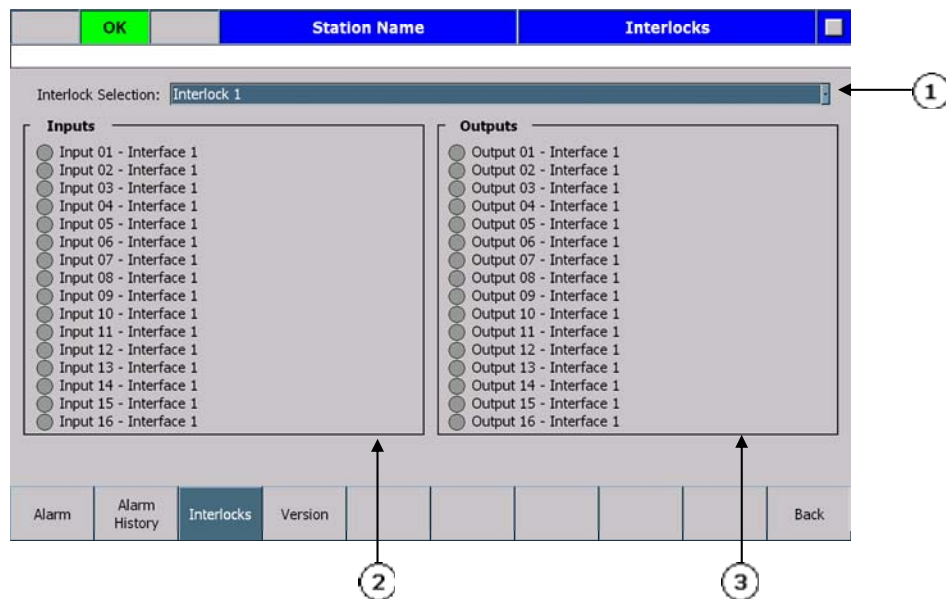 OK
Station Name
Interlocks
Interlock Selection: Interlock 1
1
Inputs
Input 01 - Interface 1
Input 02 - Interface 1
Input 03 - Interface 1
Input 04 - Interface 1
Input 05 - Interface 1
Input 06 - Interface 1
Input 07 - Interface 1
Input 08 - Interface 1
Input 09 - Interface 1
Input 10 - Interface 1
Input 11 - Interface 1
Input 12 - Interface 1
Input 13 - Interface 1
Input 14 - Interface 1
Input 15 - Interface 1
Input 16 - Interface 1
Outputs
Output 01 - Interface 1
Output 02 - Interface 1
Output 03 - Interface 1
Output 04 - Interface 1
Output 05 - Interface 1
Output 06 - Interface 1
Output 07 - Interface 1
Output 08 - Interface 1
Output 09 - Interface 1
Output 10 - Interface 1
Output 11 - Interface 1
Output 12 - Interface 1
Output 13 - Interface 1
Output 14 - Interface 1
Output 15 - Interface 1
Output 16 - Interface 1
Alarm
Alarm
History
Interlocks
Version
Back
2
3